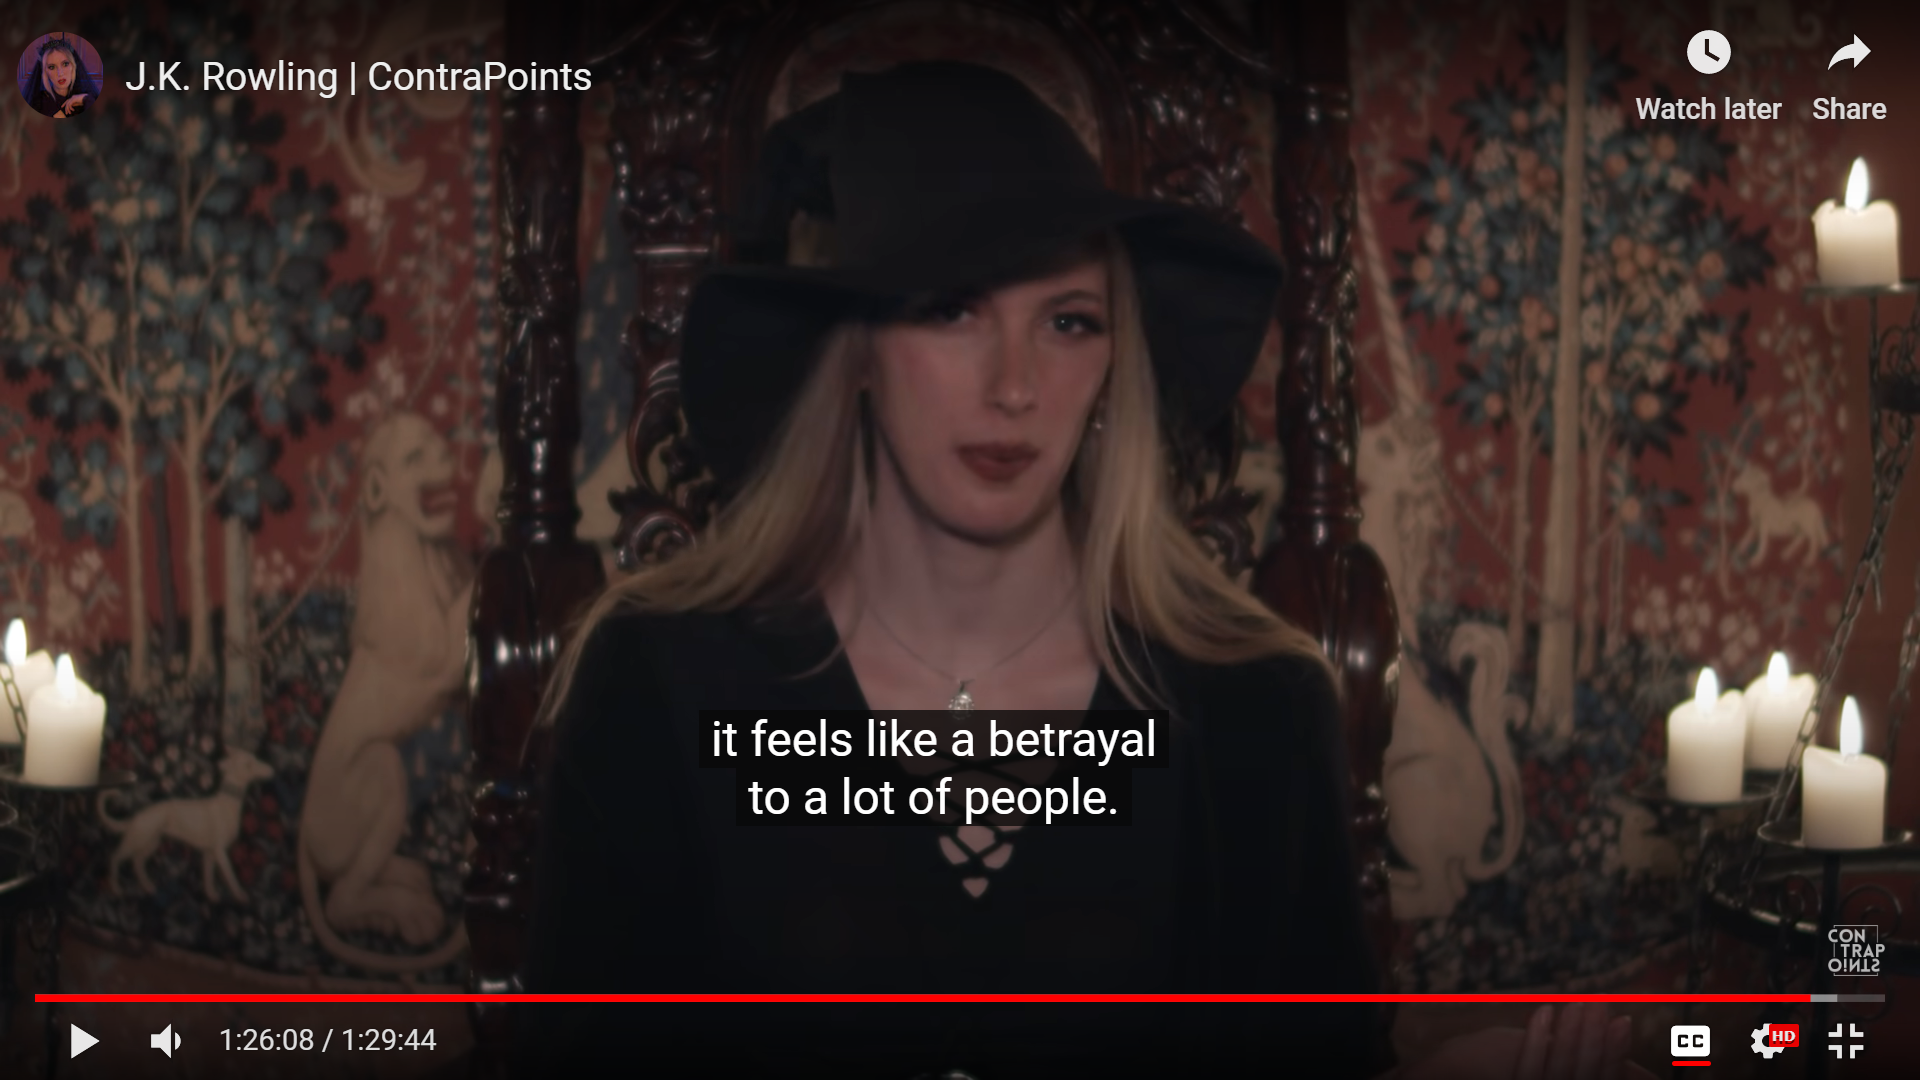 J.K. Rowling | ContraPoints
Watch later
Share
it feels like a betrayal
to a lot of people.
CON
TRAP
OINTS
1:26:08 / 1:29:44
CC
HD